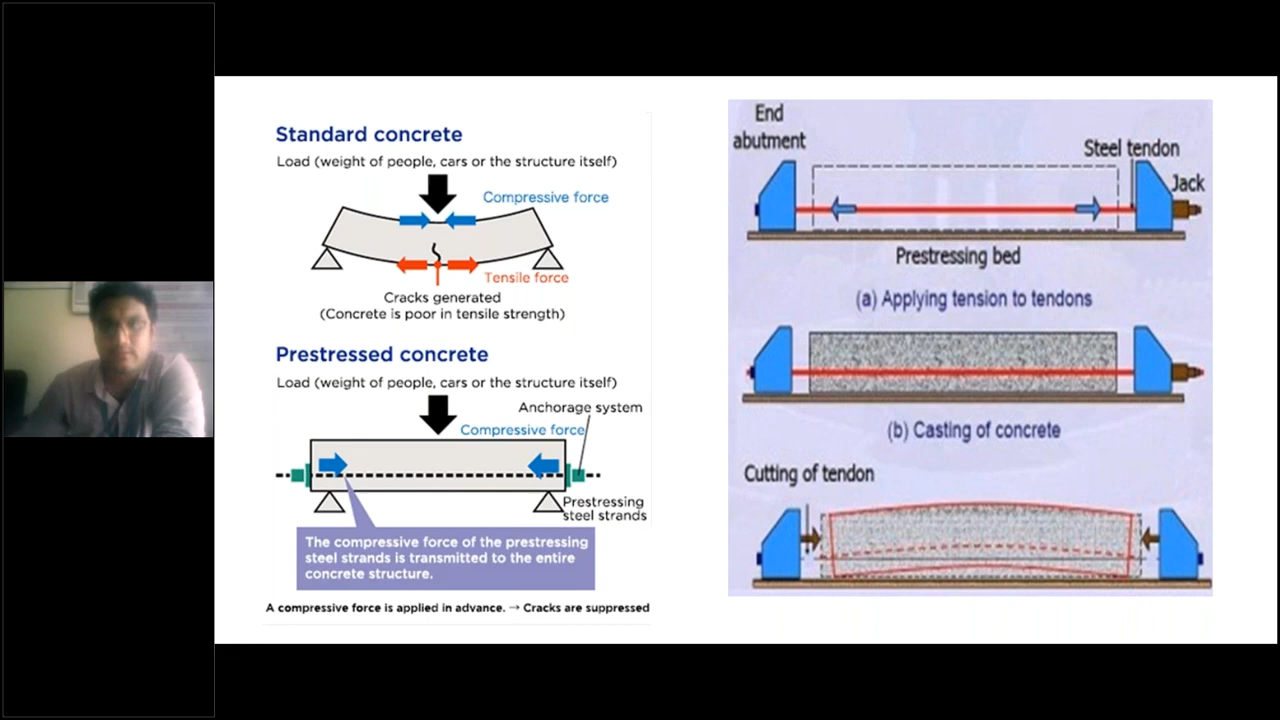 Standard concrete
Load (weight of people, cars or the structure itself)
Compressive force
Tensile force
Cracks generated
(Concrete is poor in tensile strength)
Prestressed concrete
Load (weight of people, cars or the structure itself)
Anchorage system
Compressive force
Prestressing
steel strands
The compressive force of the prestressing
steel strands is transmitted to the entire
concrete structure.
A compressive force is applied in advance. → Cracks are suppressed
End
abutment
Steel tendon
Jack
Prestressing bed
(a) Applying tension to tendons
(b) Casting of concrete
Cutting of tendon